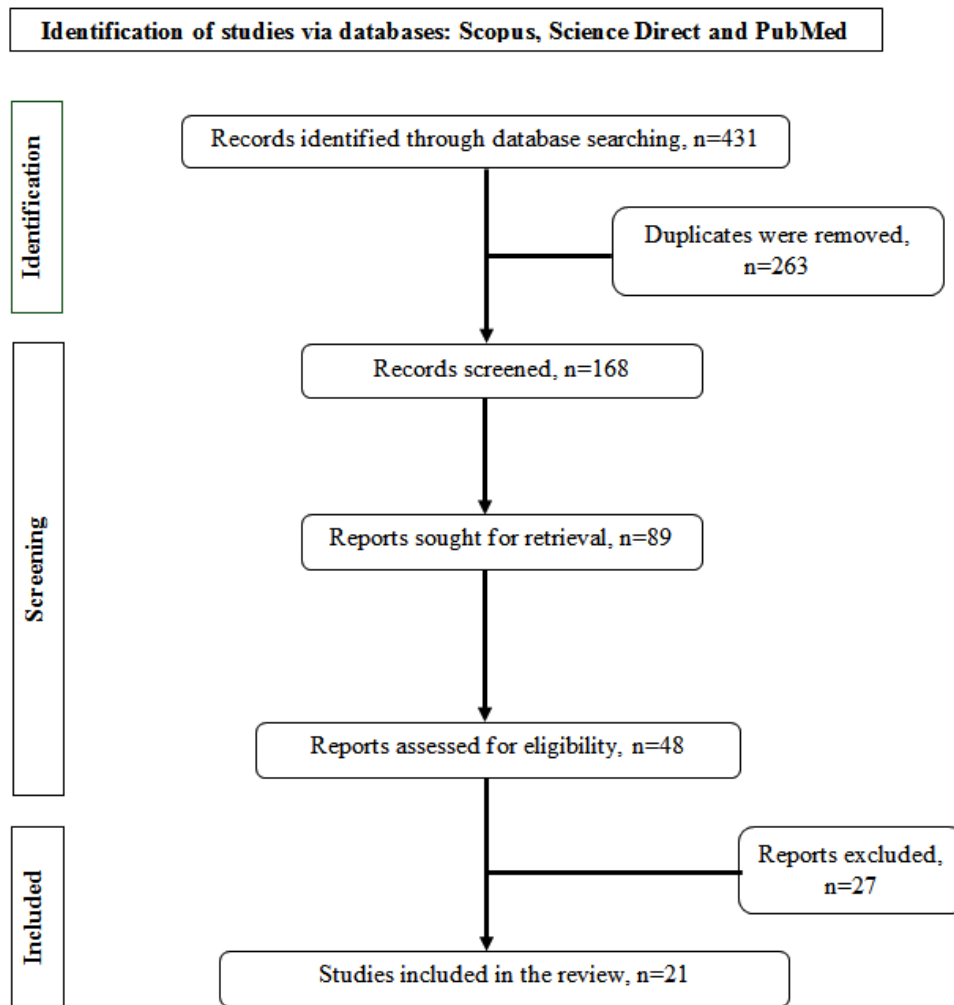 Identification of studies via databases: Scopus, Science Direct and PubMed
Identification
Records identified through database searching, n=431
Duplicates were removed,
n=263
Screening
Records screened, n=168
Reports sought for retrieval, n=89
Reports assessed for eligibility, n=48
Included
Reports excluded,
n=27
Studies included in the review, n=21